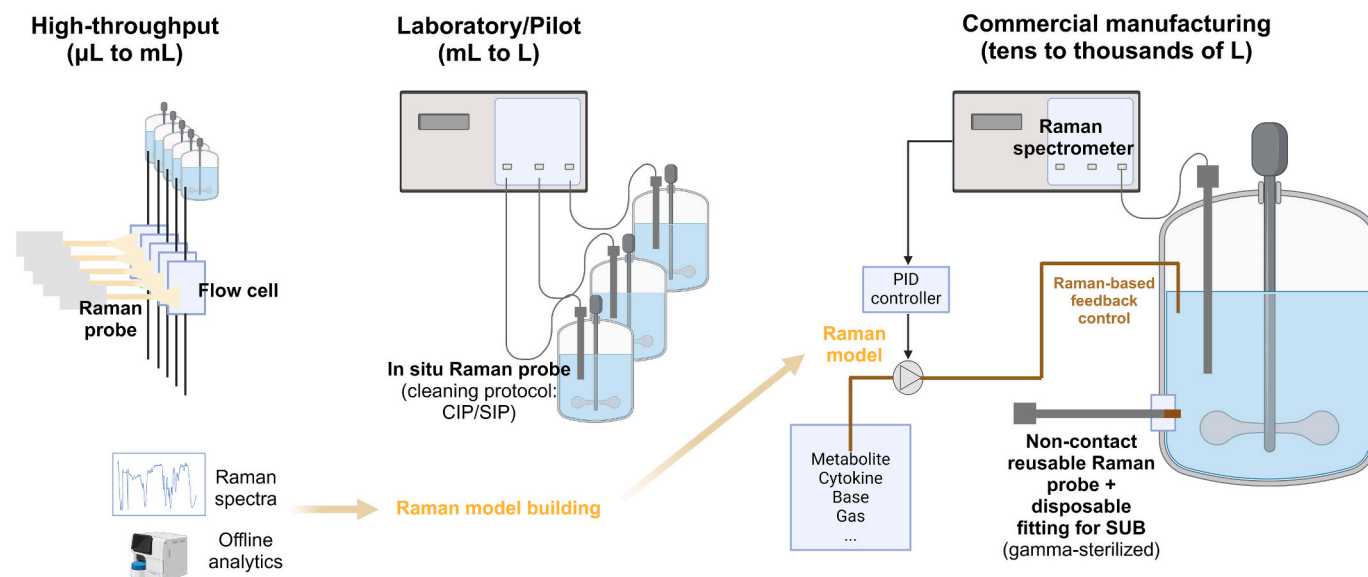 High-throughput
(µL to mL)
Raman
probe
Flow cell
Raman
spectra
Offline
analytics
Laboratory/Pilot
(mL to L)
In situ Raman probe
(cleaning protocol:
CIP/SIP)
Raman model building
Commercial manufacturing
(tens to thousands of L)
Raman
spectrometer
PID
controller
Raman-based
feedback
control
Raman
model
Metabolite
Cytokine
Base
Gas
...
Non-contact
reusable Raman
probe +
disposable
fitting for SUB
(gamma-sterilized)